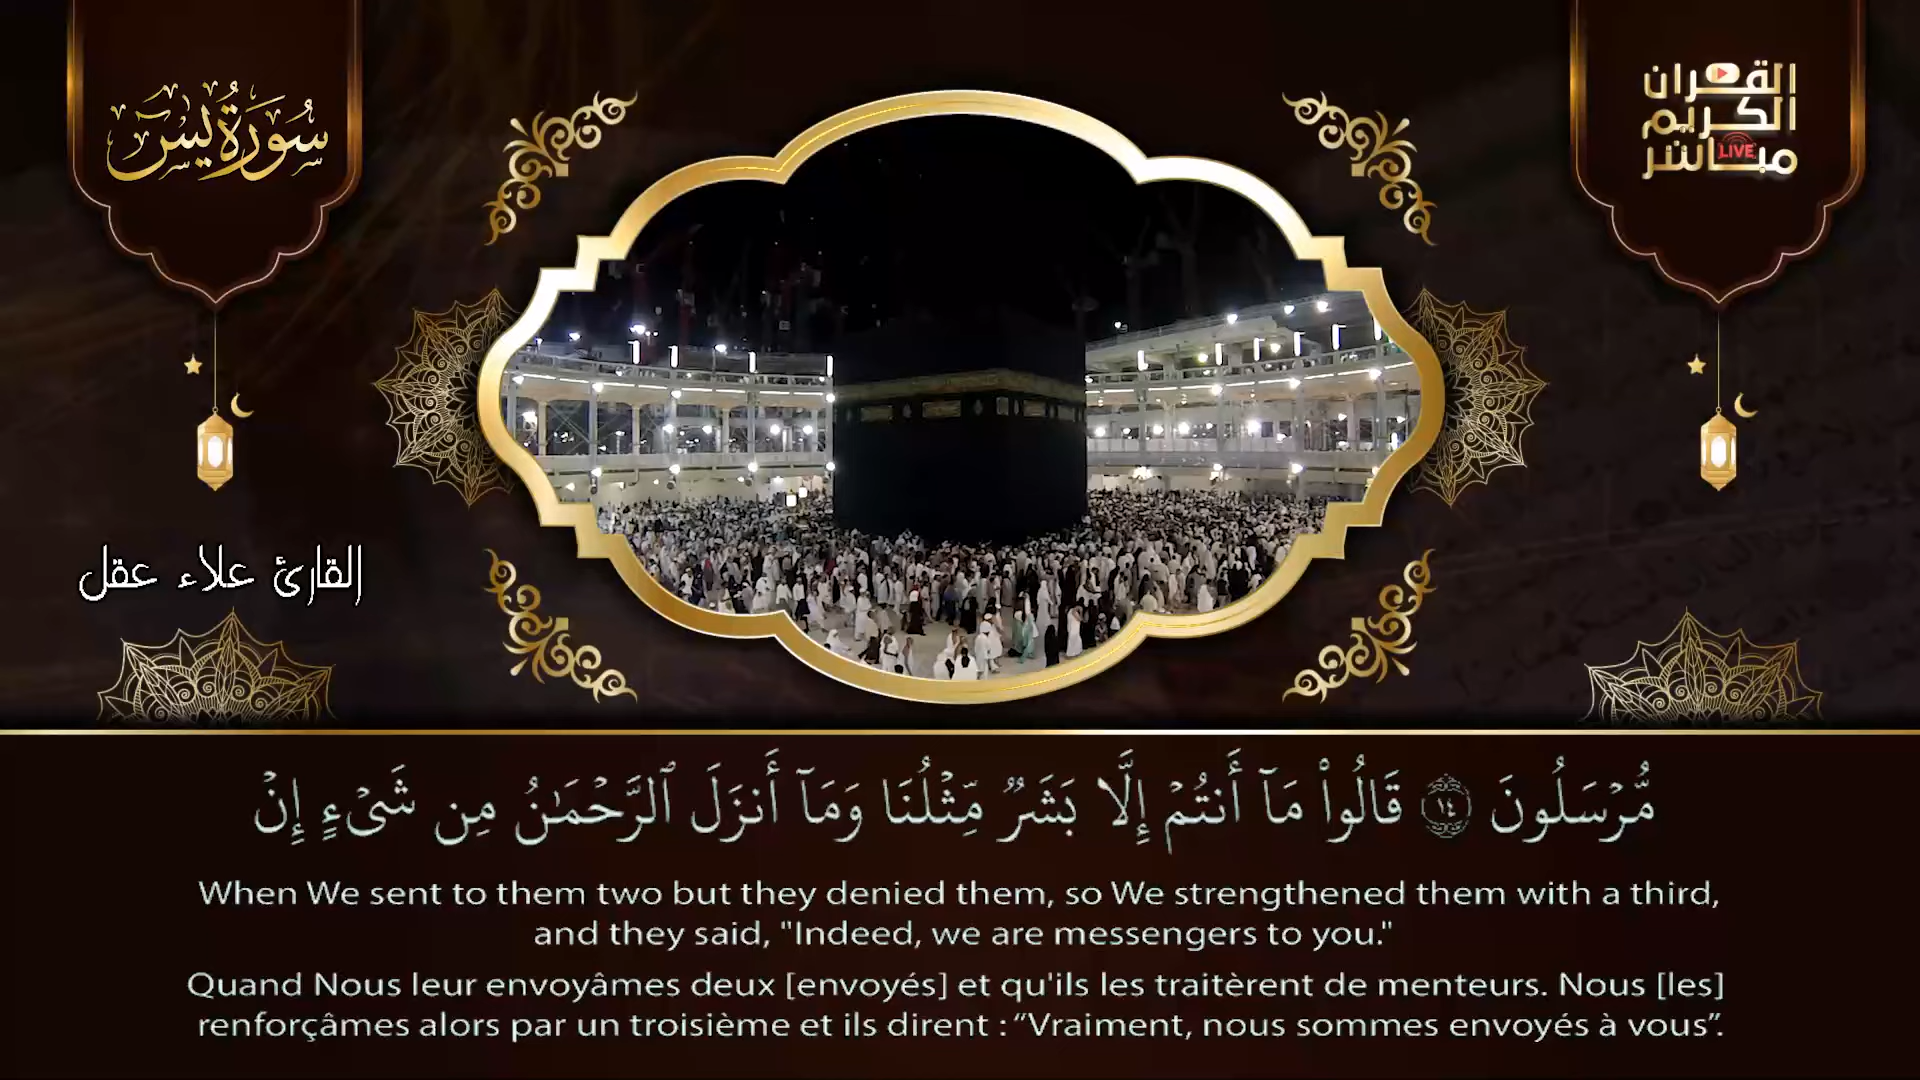 سُورَةُ يسٓ
القرآن
الكريم
مباشر
LIVE
القارئ علاء عقل
مُّرۡسَلُونَ ١٤ قَالُواْ مَآ أَنتُمۡ إِلَّا بَشَرٞ مِّثۡلُنَا وَمَآ أَنزَلَ ٱلرَّحۡمَٰنُ مِن شَيۡءٍ إِنۡ
When We sent to them two but they denied them, so We strengthened them with a third,
and they said, "Indeed, we are messengers to you."
Quand Nous leur envoyâmes deux [envoyés] et qu'ils les traitèrent de menteurs. Nous [les]
renforçâmes alors par un troisième et ils dirent : “Vraiment, nous sommes envoyés à vous”.